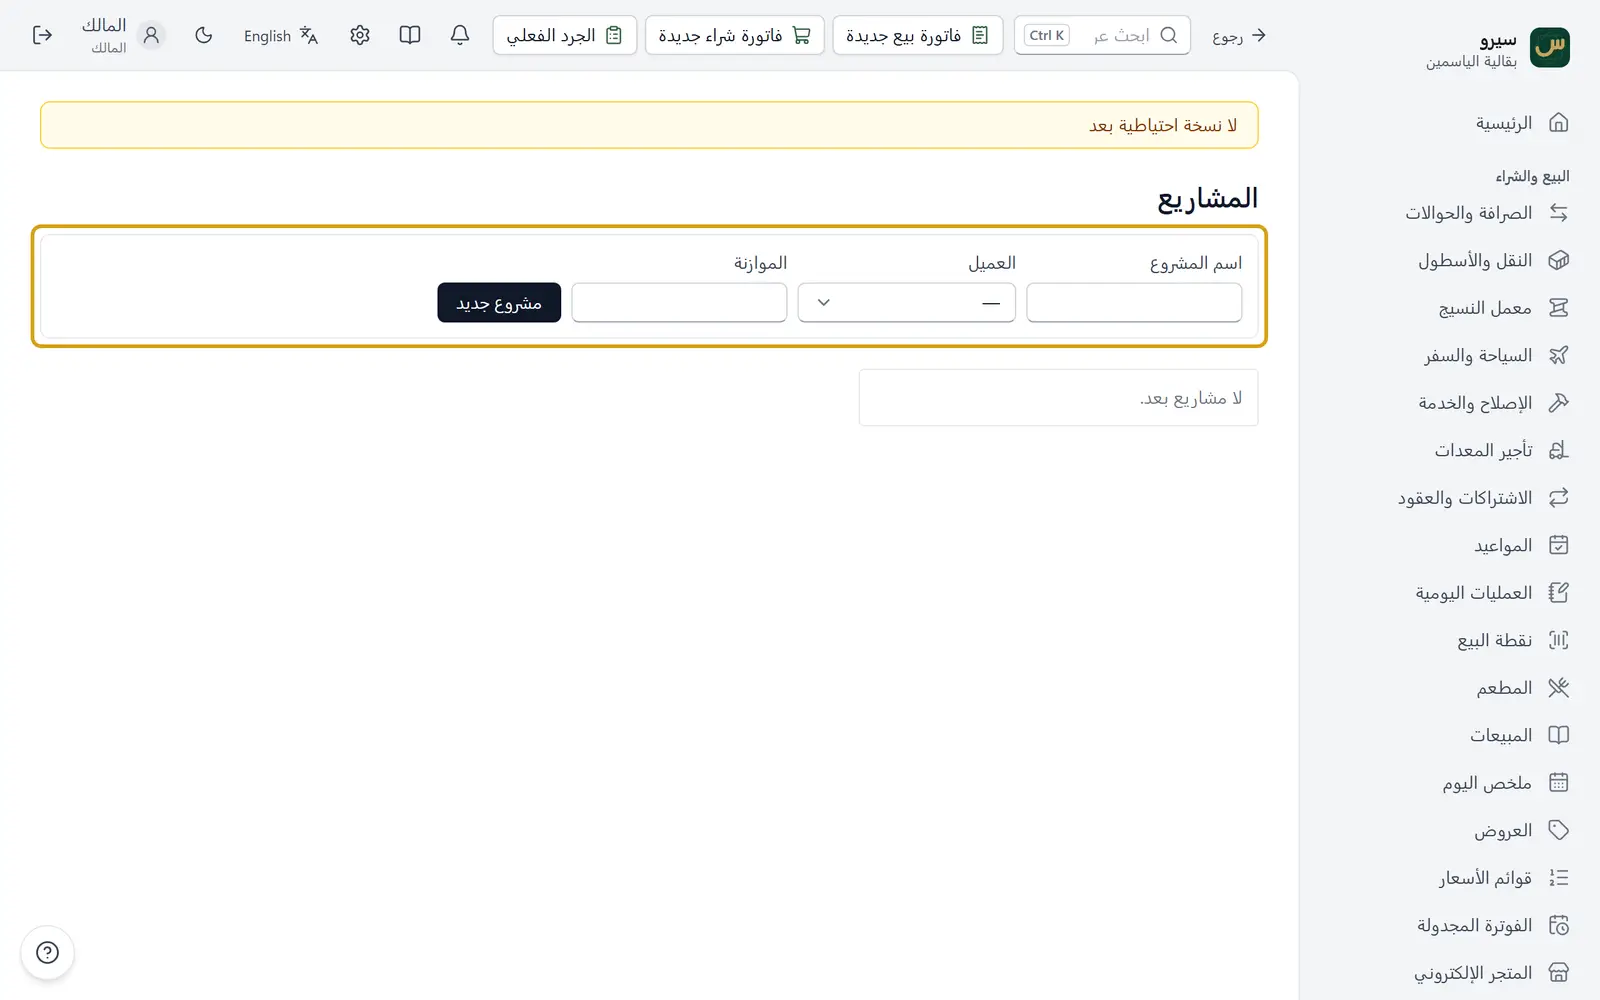 سيرو
بقالية الياسمين
رجوع
ابحث عن
Ctrl K
فاتورة بيع جديدة
فاتورة شراء جديدة
الجرد الفعلي
English
المالك
المالك
الرئيسية
البيع والشراء
الصرافة والحوالات
النقل والأسطول
معمل النسيج
السياحة والسفر
الإصلاح والخدمة
تأجير المعدات
الاشتراكات والعقود
المواعيد
العمليات اليومية
نقطة البيع
المطعم
المبيعات
ملخص اليوم
العروض
قوائم الأسعار
الفوترة المجدولة
المتجر الإلكتروني
لا نسخة احتياطية بعد
المشاريع
اسم المشروع
العميل
—
الموازنة
مشروع جديد
لا مشاريع بعد.